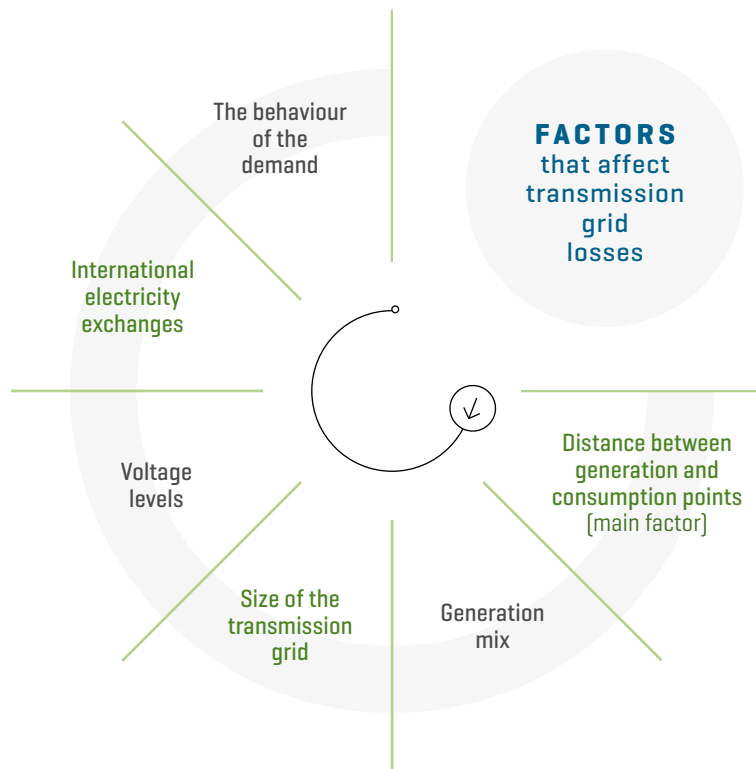 FACTORS
that affect
transmission
grid
losses
Distance between
generation and
consumption points
[main factor]
Generation
mix
Size of the
transmission
grid
Voltage
levels
International
electricity
exchanges
The behaviour
of the
demand